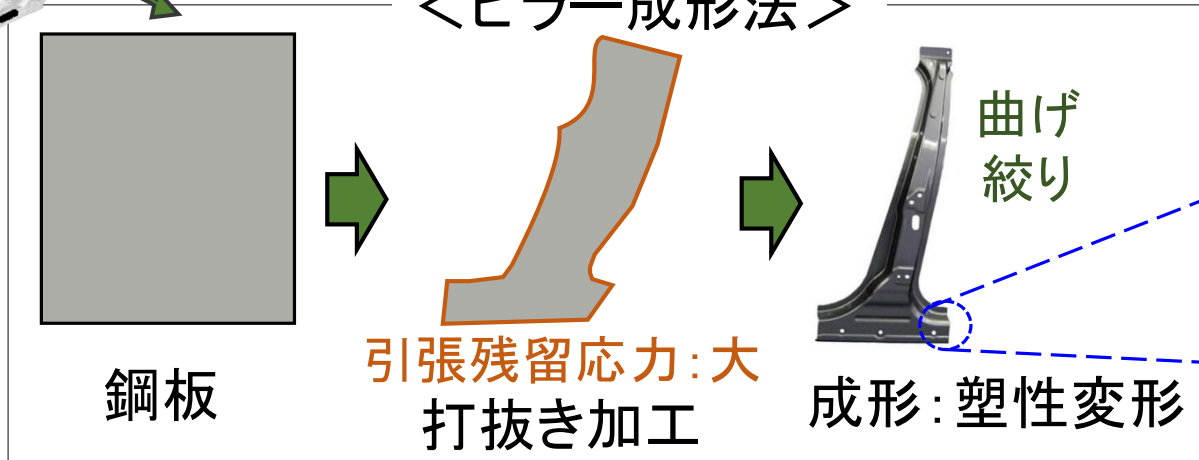 <ピラー成形法>
曲げ
絞り
引張残留応力:大
鋼板
打抜き加工
成形:塑性変形